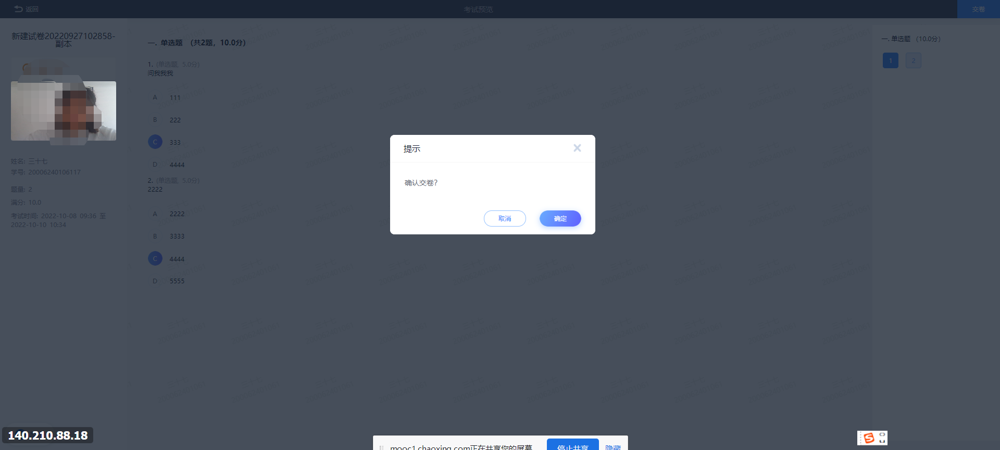 返回
考试预览
交卷
新建试卷20220927102858-
副本
姓名: 三十七
学号: 20006240106117
题量: 2
满分: 10.0
考试时间: 2022-10-08 09:36 至
2022-10-10 10:34
一. 单选题 （共2题，10.0分）
1. (单选题, 5.0分)
问我我我
A 111
B 222
C 333
D 4444
2. (单选题, 5.0分)
2222
A 2222
B 3333
C 4444
D 5555
提示
确认交卷?
取消
确定
一. 单选题 （10.0分）
1 2
140.210.88.18
mooc1.chaoxing.com正在共享您的屏幕
停止共享
隐藏